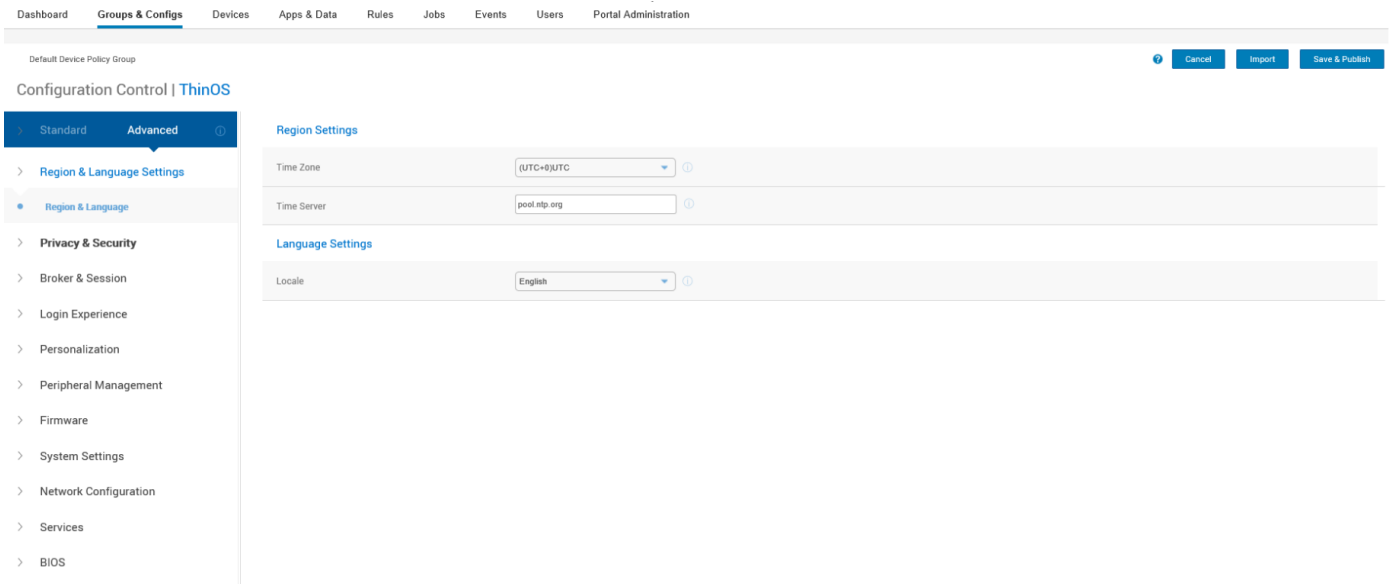 Dashboard Groups & Configs Devices Apps & Data Rules Jobs Events Users Portal Administration
Default Device Policy Group
? Cancel Import Save & Publish
Configuration Control | ThinOS
Standard Advanced
Region & Language Settings
Region & Language
Privacy & Security
Broker & Session
Login Experience
Personalization
Peripheral Management
Firmware
System Settings
Network Configuration
Services
BIOS
Region Settings
Time Zone (UTC+0)UTC
Time Server pool.ntp.org
Language Settings
Locale English